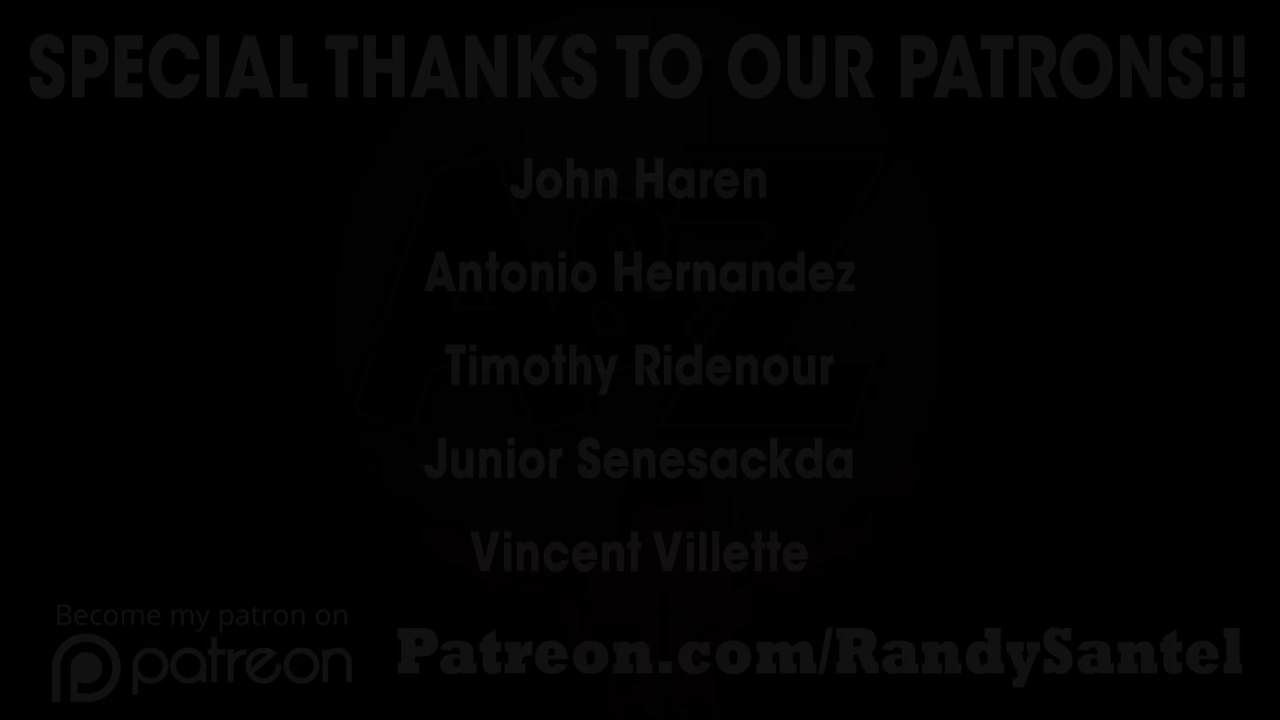 SPECIAL THANKS TO OUR PATRONS!!
John Haren
Antonio Hernandez
Timothy Ridenour
Junior Senesackda
Vincent Villette
Become my patron on
patreon
Patreon.com/RandySantel